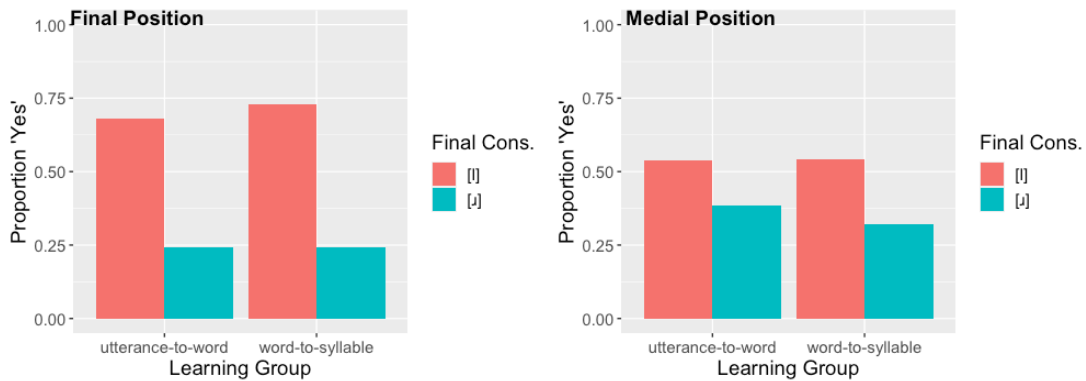 Final Position
Proportion 'Yes'
1.00
0.75
0.50
0.25
0.00
utterance-to-word word-to-syllable
Learning Group
Final Cons.
[l]
[ɹ]
Medial Position
Proportion 'Yes'
1.00
0.75
0.50
0.25
0.00
utterance-to-word word-to-syllable
Learning Group
Final Cons.
[l]
[ɹ]